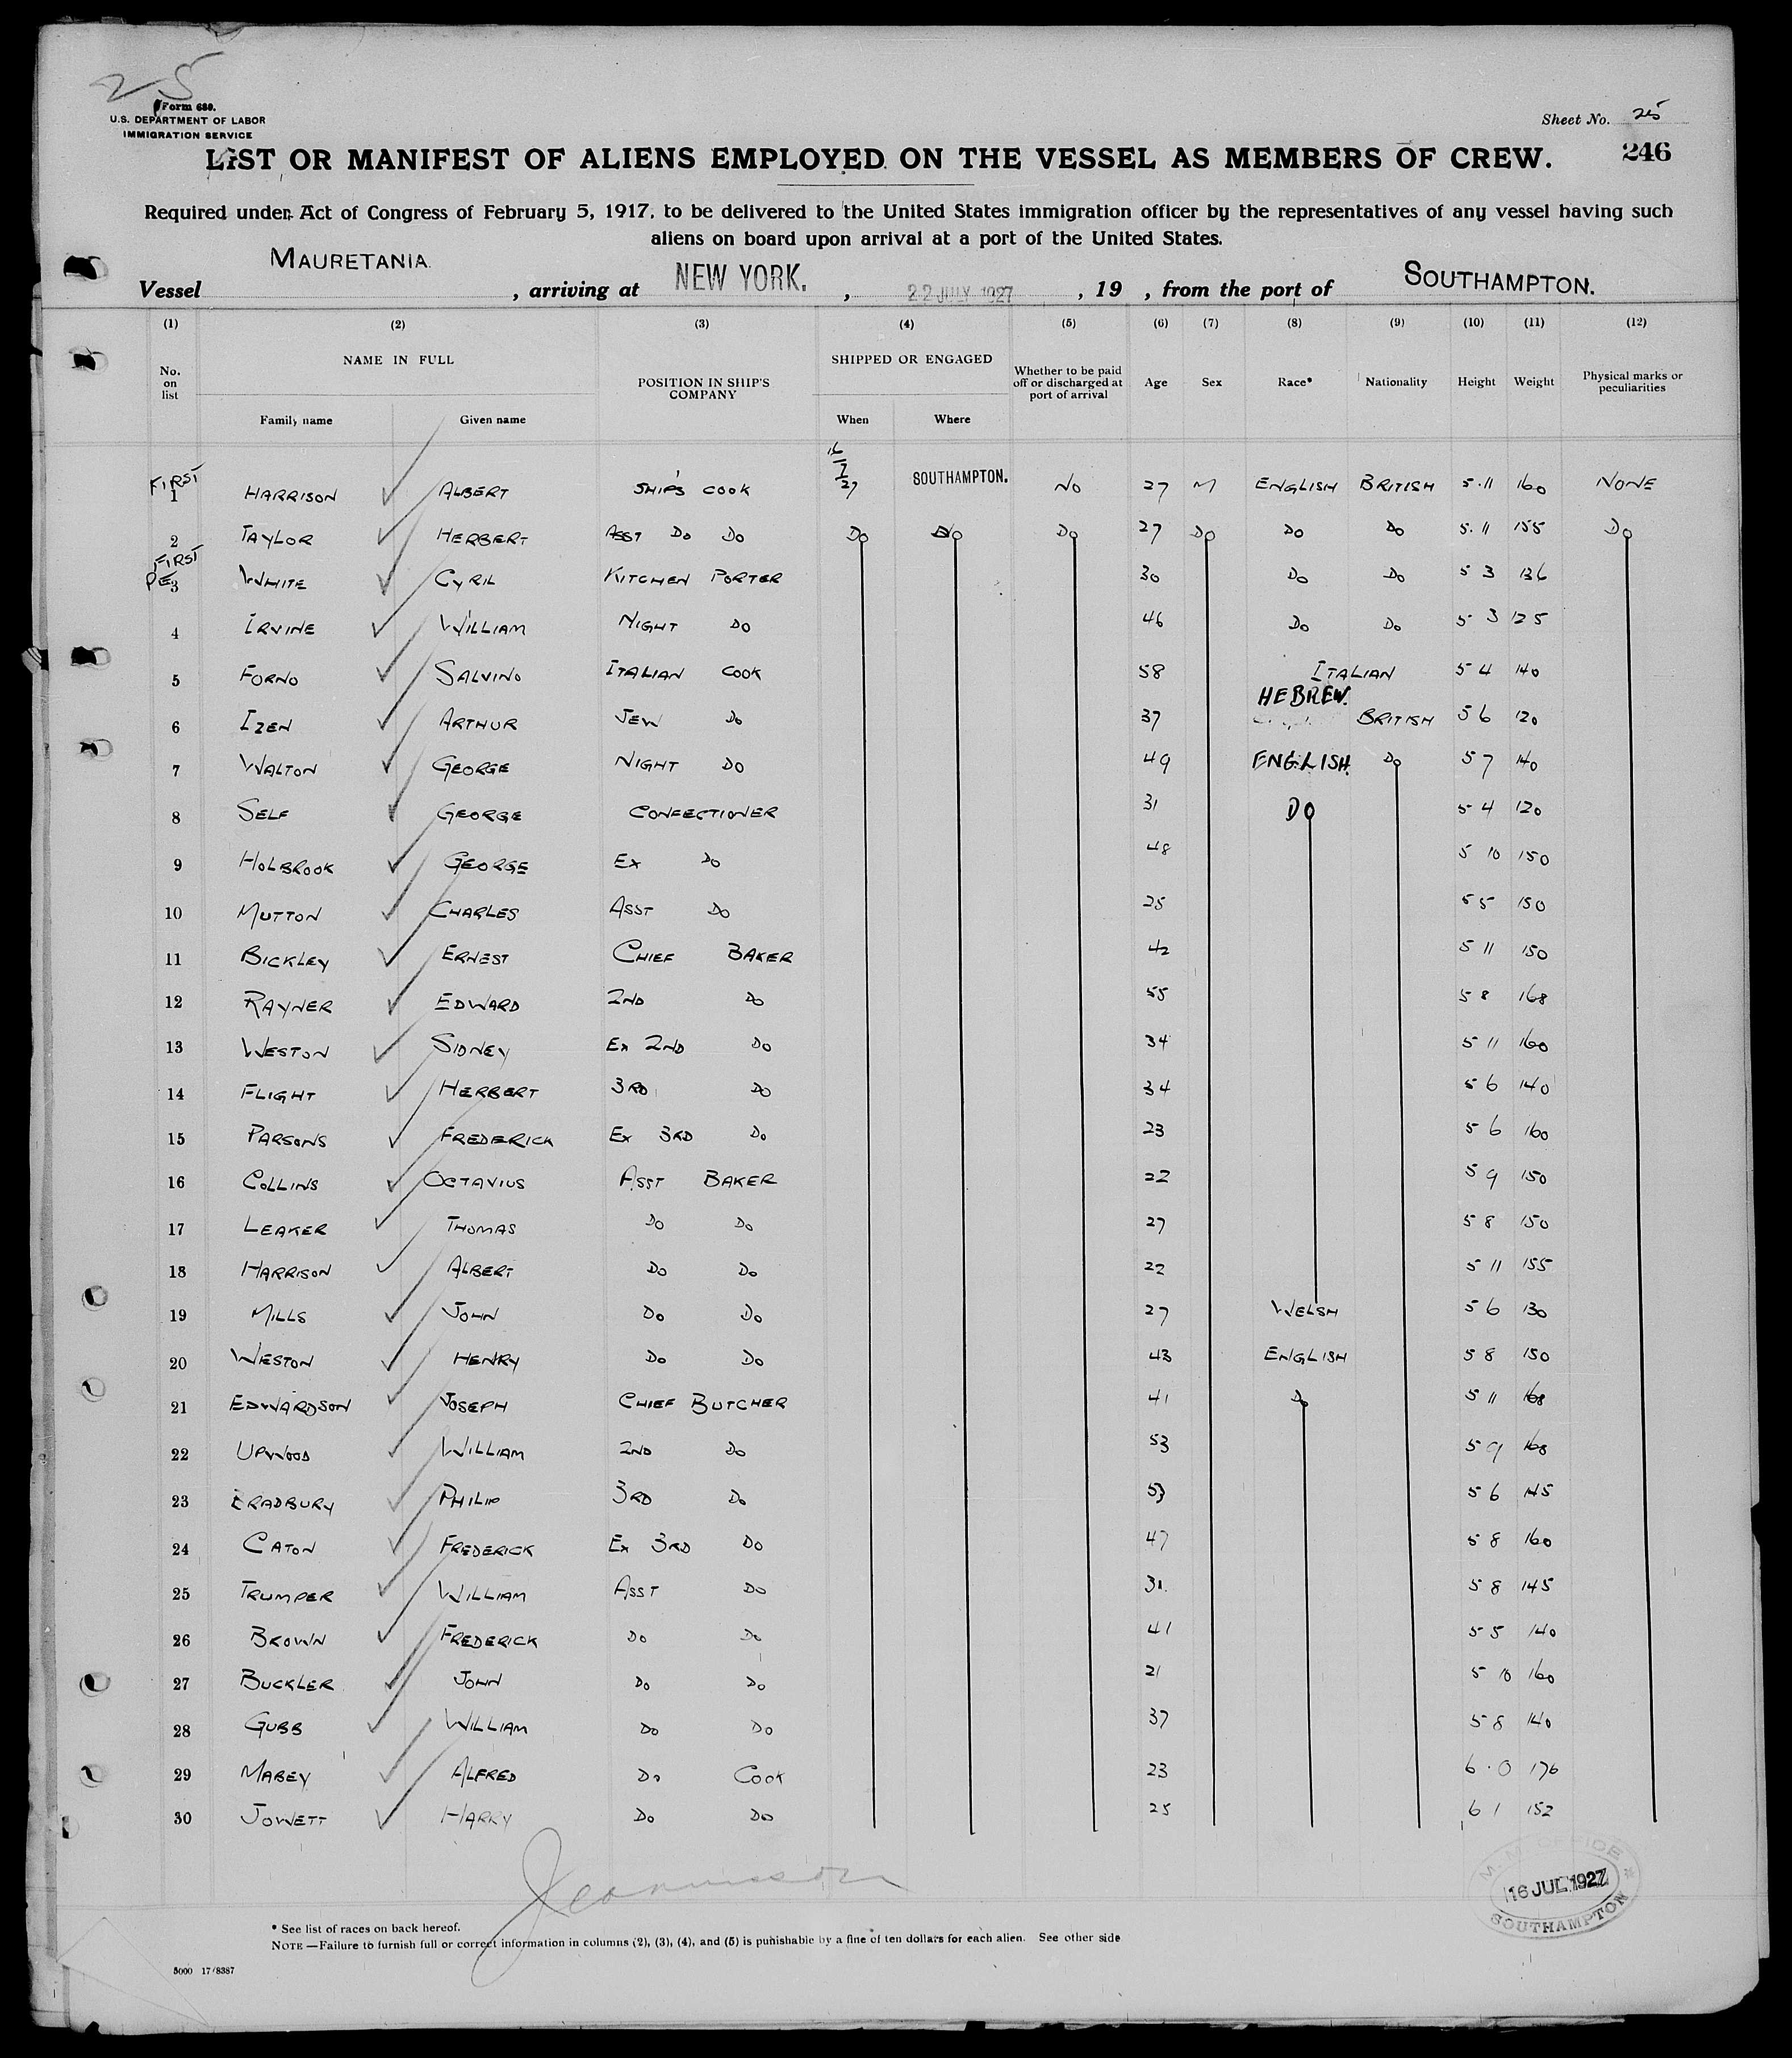 25
Form 680.
U.S. DEPARTMENT OF LABOR
IMMIGRATION SERVICE
Sheet No. 25
LIST OR MANIFEST OF ALIENS EMPLOYED ON THE VESSEL AS MEMBERS OF CREW.
246
Required under Act of Congress of February 5, 1917, to be delivered to the United States immigration officer by the representatives of any vessel having such
aliens on board upon arrival at a port of the United States.
Vessel MAURETANIA, arriving at NEW YORK., 22 JULY 1927, 19 , from the port of SOUTHAMPTON.
(1) (2) (3) (4) (5) (6) (7) (8) (9) (10) (11) (12)
No. on list NAME IN FULL POSITION IN SHIP'S COMPANY SHIPPED OR ENGAGED Whether to be paid off or discharged at port of arrival Age Sex Race* Nationality Height Weight Physical marks or peculiarities
Family name Given name When Where
FIRST 1 HARRISON ALBERT SHIP'S COOK 16/7/27 SOUTHAMPTON. NO 27 M ENGLISH BRITISH 5.11 160 NONE
2 TAYLOR HERBERT ASST DO DO DO DO DO 27 DO DO DO 5.11 155 DO
FIRST
3 WHITE CYRIL KITCHEN PORTER 30 DO DO 5 3 136
4 IRVINE WILLIAM NIGHT DO 46 DO DO 5 3 125
5 FORNO SALVINO ITALIAN COOK 58 ITALIAN 5 4 140
6 IZEN ARTHUR JEW DO 37 HEBREW. BRITISH 5 6 120
7 WALTON GEORGE NIGHT DO 49 ENGLISH. DO 5 7 140
8 SELF GEORGE CONFECTIONER 31 DO 5 4 120
9 HOLBROOK GEORGE EX DO 48 5 10 150
10 MUTTON CHARLES ASST DO 25 5 5 150
11 BICKLEY ERNEST CHIEF BAKER 42 5 11 150
12 RAYNER EDWARD 2ND DO 55 5 8 168
13 WESTON SIDNEY EX 2ND DO 34 5 11 160
14 FLIGHT HERBERT 3RD DO 34 5 6 140
15 PARSONS FREDERICK EX 3RD DO 23 5 6 160
16 COLLINS OCTAVIUS ASST BAKER 22 5 9 150
17 LEAKER THOMAS DO DO 27 5 8 150
18 HARRISON ALBERT DO DO 22 5 11 155
19 MILLS JOHN DO DO 27 WELSH 5 6 130
20 WESTON HENRY DO DO 43 ENGLISH 5 8 150
21 EDWARDSON JOSEPH CHIEF BUTCHER 41 DO 5 11 168
22 UPWOOD WILLIAM 2ND DO 53 5 9 168
23 BRADBURY PHILIP 3RD DO 53 5 6 145
24 CATON FREDERICK EX 3RD DO 47 5 8 160
25 TRUMPER WILLIAM ASST DO 31. 5 8 145
26 BROWN FREDERICK DO DO 41 5 5 140
27 BUCKLER JOHN DO DO 21 5 10 160
28 GUBB WILLIAM DO DO 37 5 8 140
29 MABEY ALFRED DO COOK 23 6.0 176
30 JOWETT HARRY DO DO 25 6 1 152
M.M. OFFICE
16 JUL 1927
SOUTHAMPTON
* See list of races on back hereof.
NOTE—Failure to furnish full or correct information in columns (2), (3), (4), and (5) is punishable by a fine of ten dollars for each alien. See other side
5000 17/8387